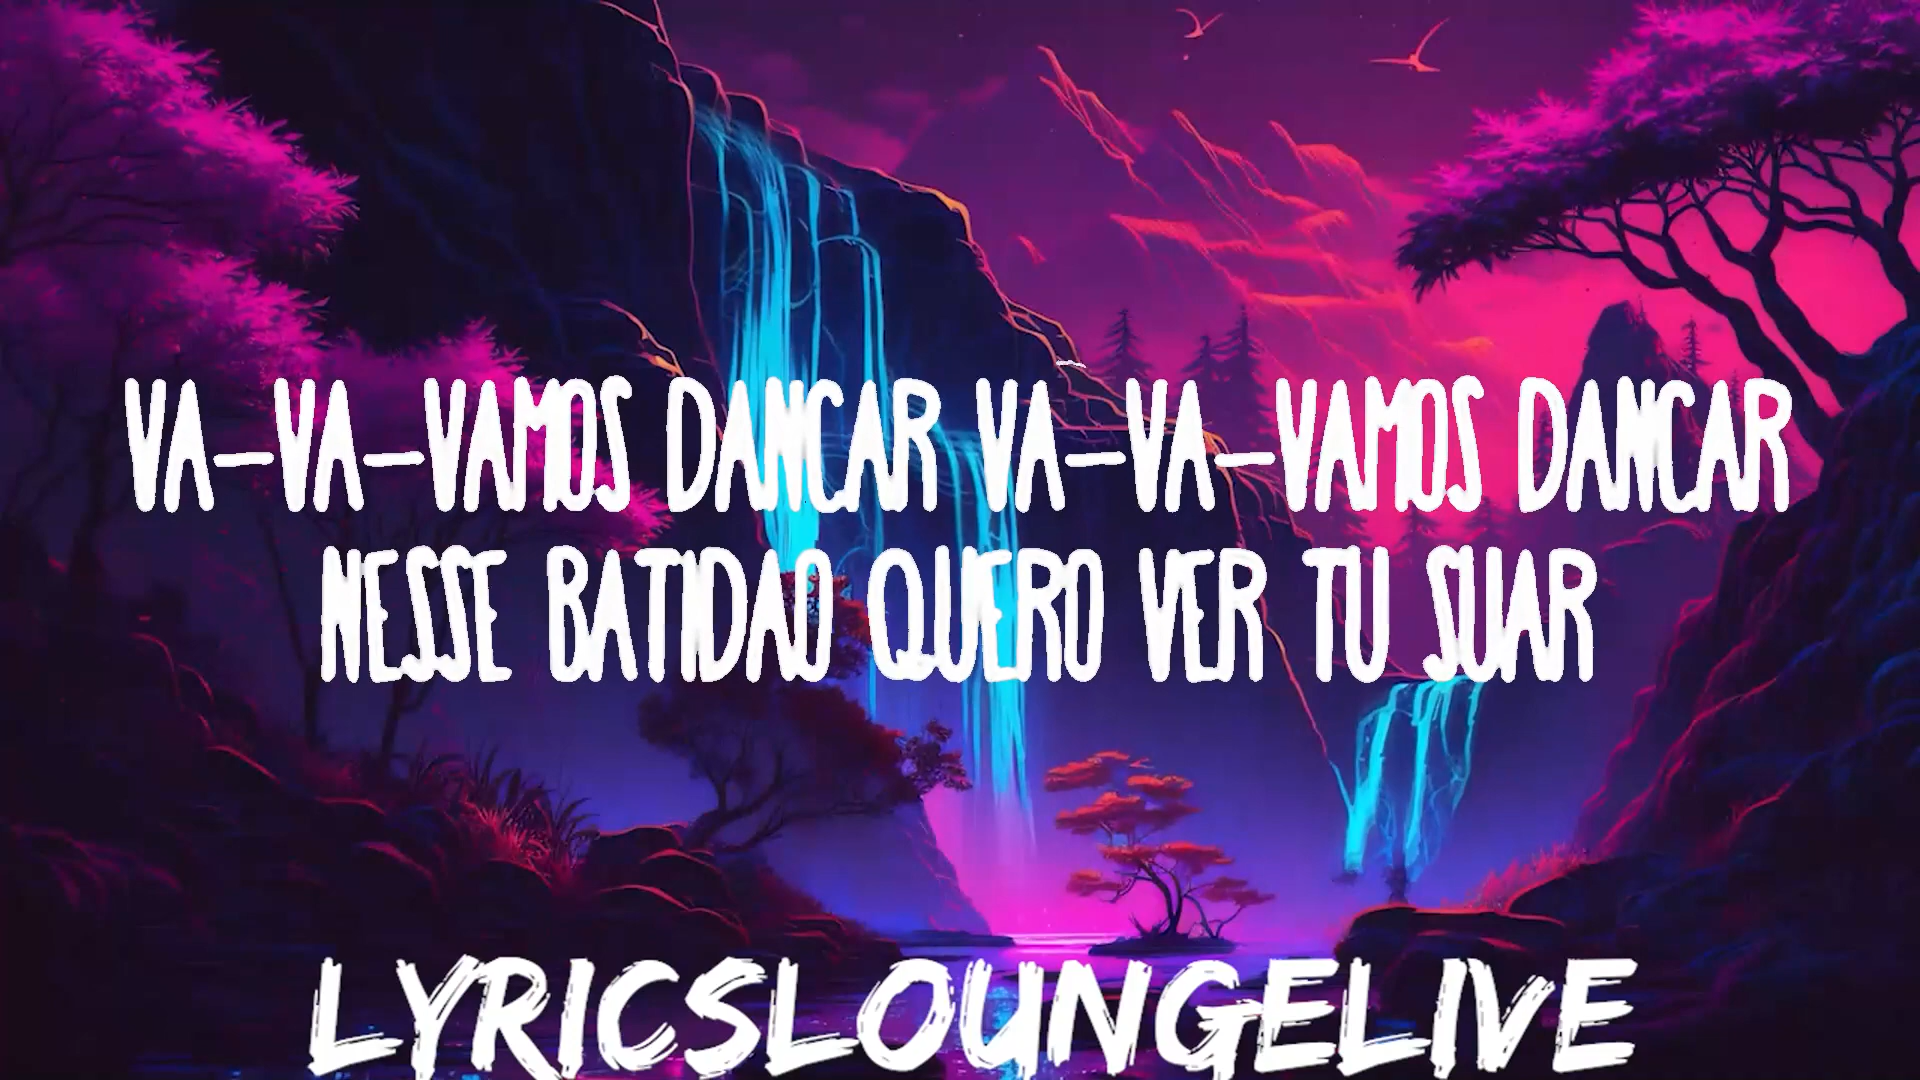 VA-VA-VAMOS DANCAR VA-VA-VAMOS DANCAR
NESSE BATIDAO QUERO VER TU SUAR
LYRICSLOUNGELIVE